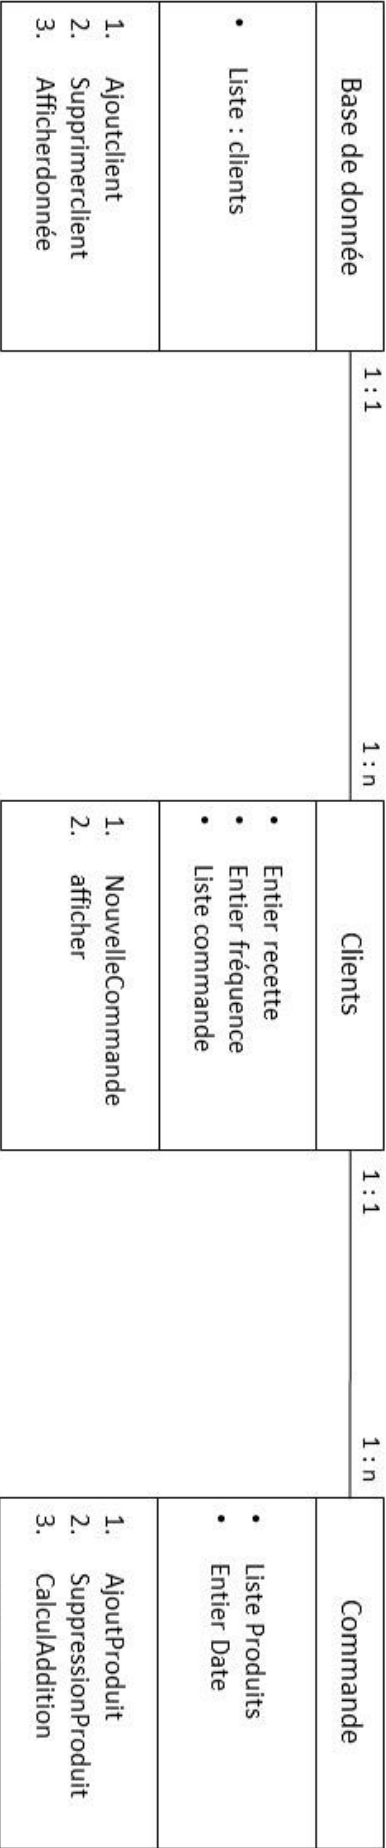 Base de donnée
• Liste : clients
1. Ajoutclient
2. Supprimerclient
3. Afficherdonnée
1 : 1
1 : n
Clients
• Entier recette
• Entier fréquence
• Liste commande
1. NouvelleCommande
2. afficher
1 : 1
1 : n
Commande
• Liste Produits
• Entier Date
1. AjoutProduit
2. SuppressionProduit
3. CalculAddition